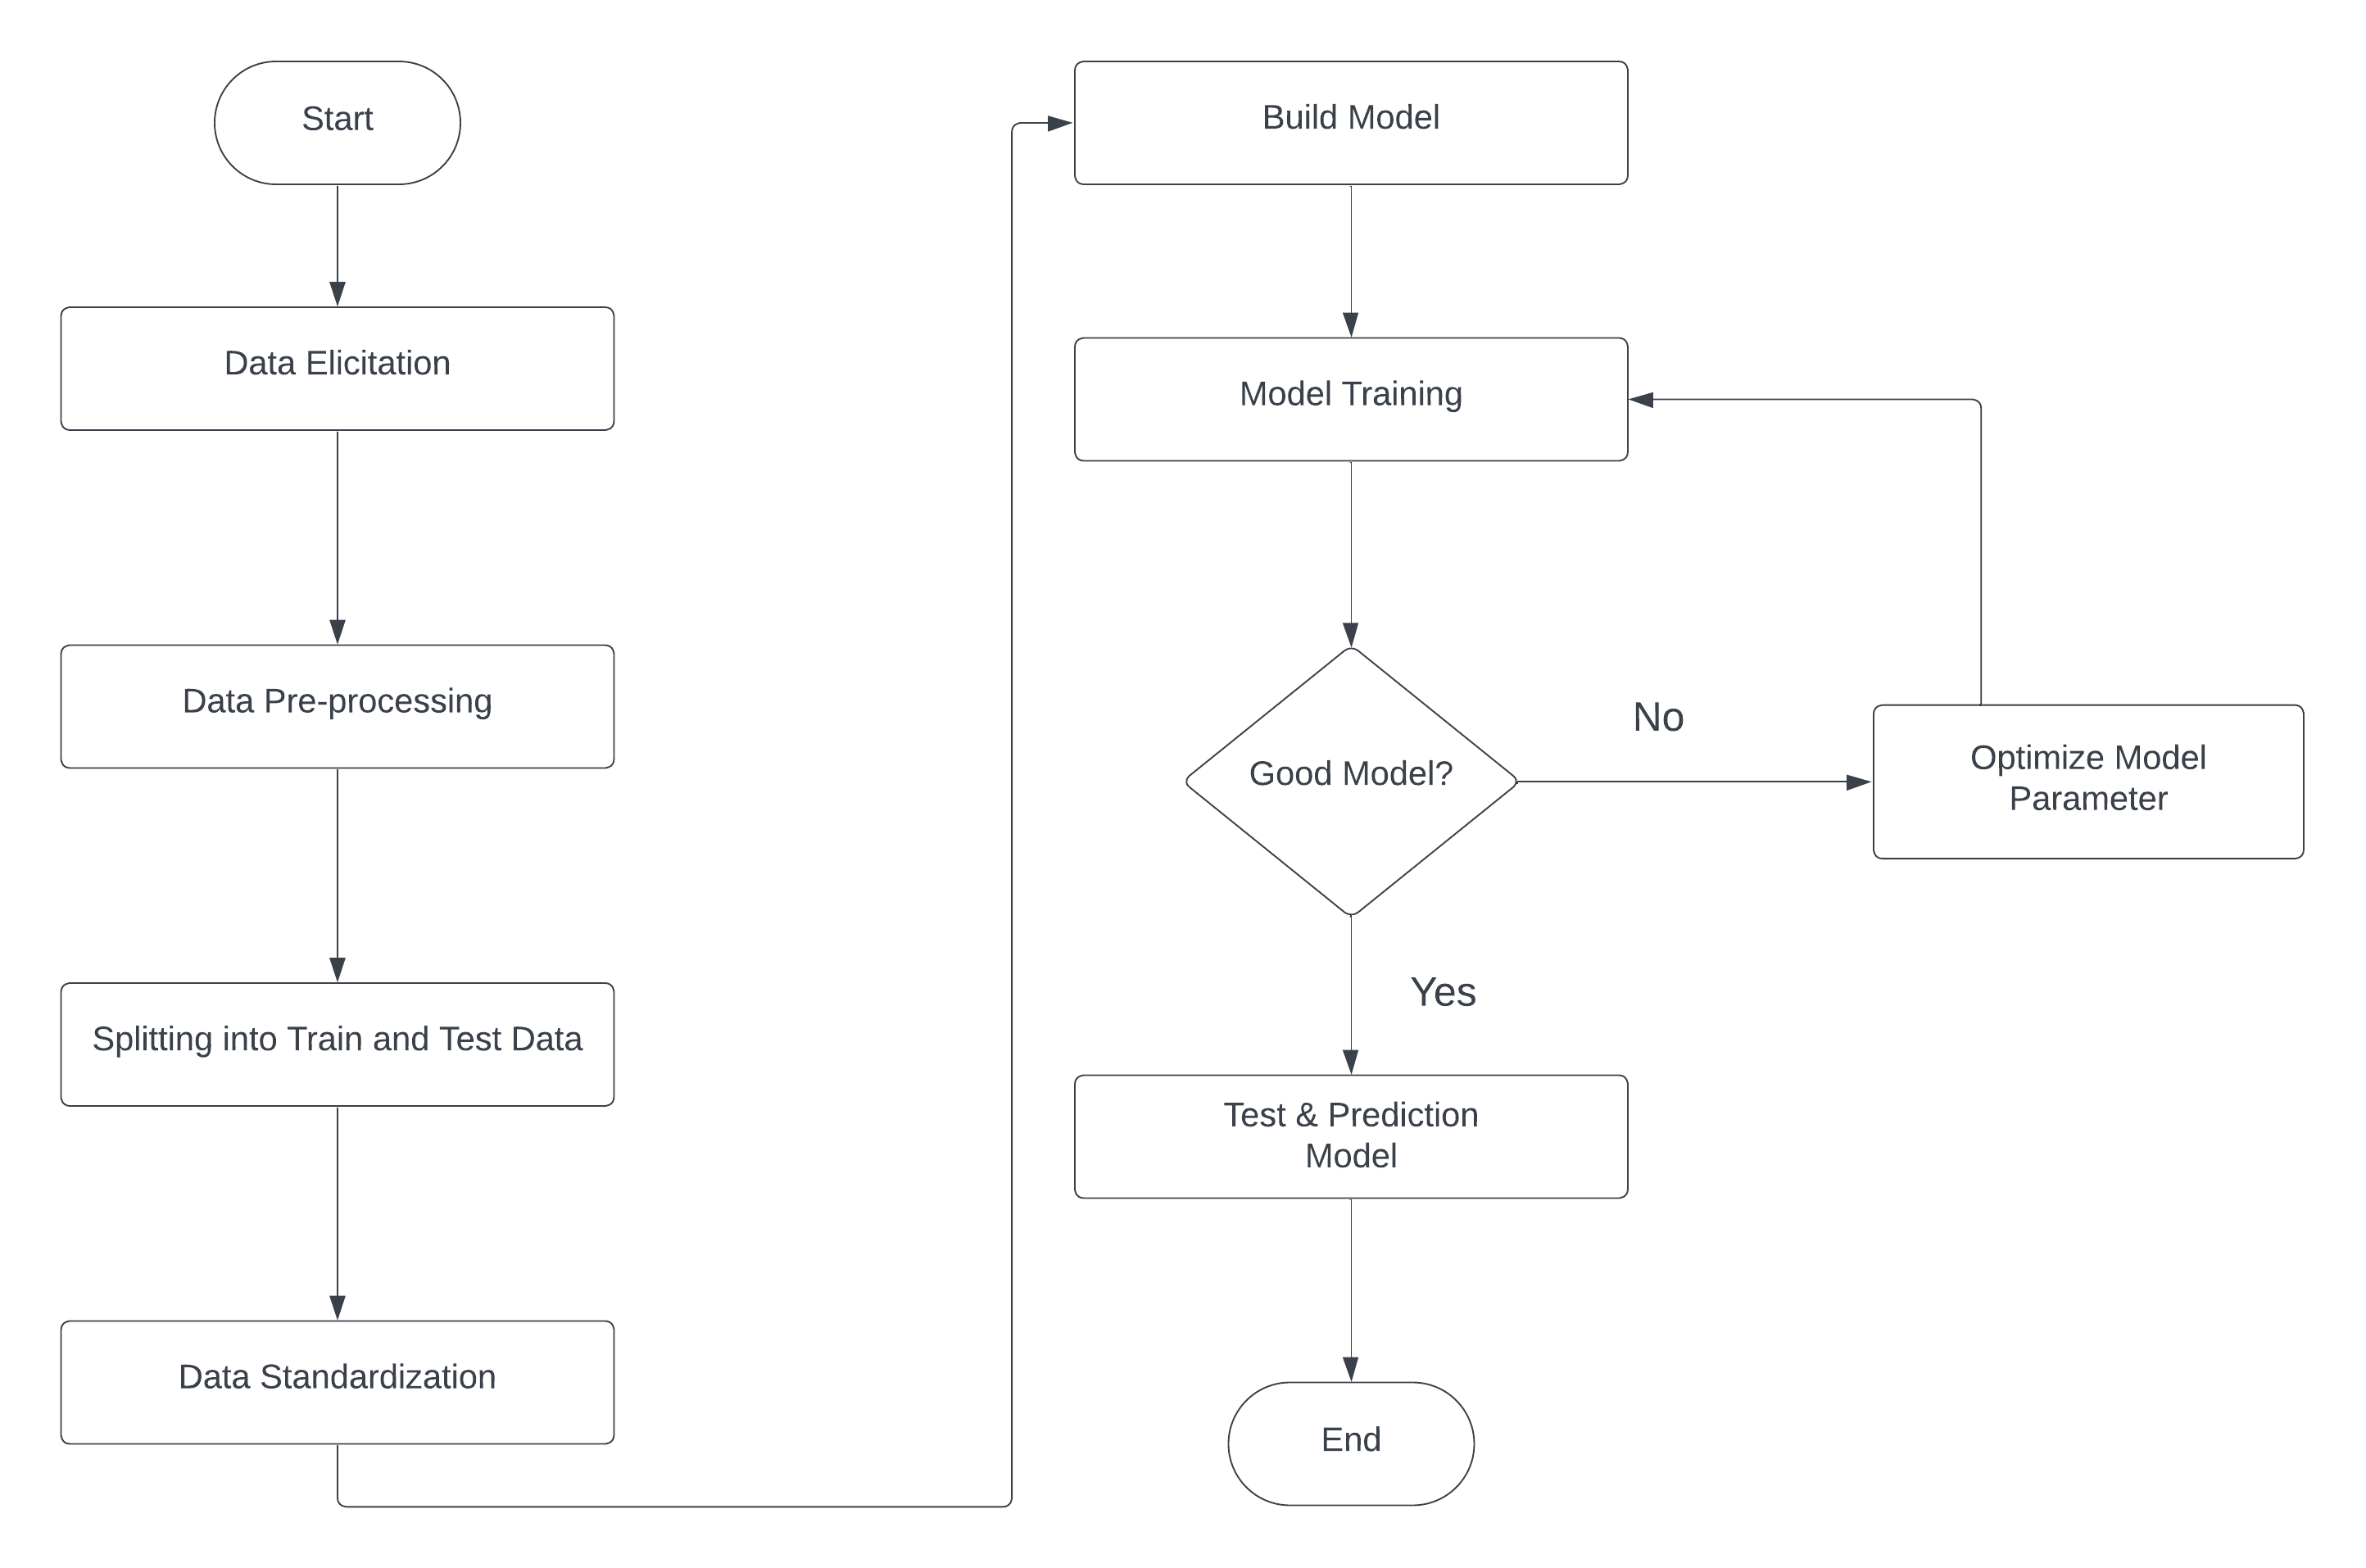 Start
Data Elicitation
Data Pre-processing
Splitting into Train and Test Data
Data Standardization
Build Model
Model Training
Good Model?
No
Optimize Model
Parameter
Yes
Test & Prediction
Model
End